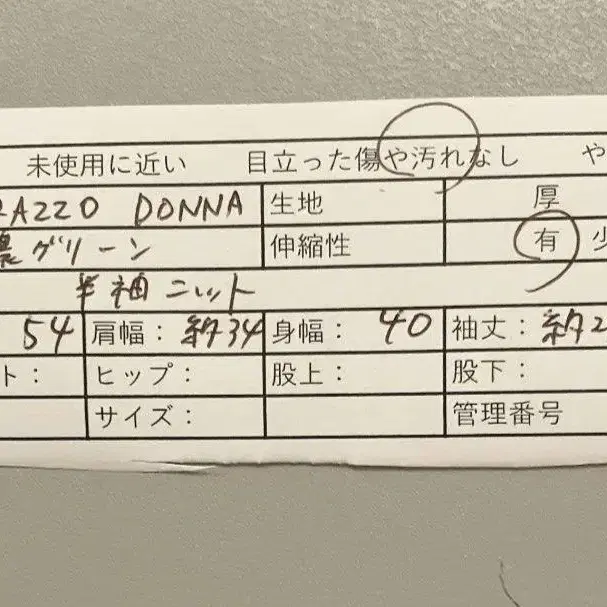 未使用に近い 目立った傷や汚れなし や
RAZZO DONNA 生地 厚
濃グリーン 伸縮性 有 少
半袖ニット
54 肩幅： 約34 身幅： 40 袖丈： 約2
ト： ヒップ： 股上： 股下：
サイズ： 管理番号